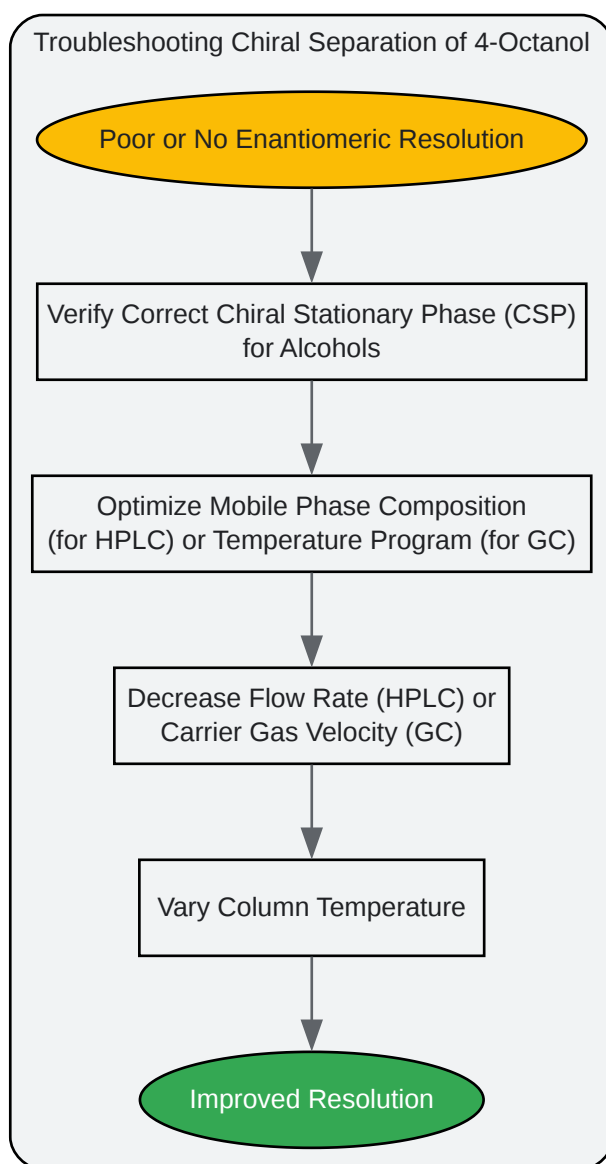 Troubleshooting Chiral Separation of 4-Octanol
Poor or No Enantiomeric Resolution
Verify Correct Chiral Stationary Phase (CSP)
for Alcohols
Optimize Mobile Phase Composition
(for HPLC) or Temperature Program (for GC)
Decrease Flow Rate (HPLC) or
Carrier Gas Velocity (GC)
Vary Column Temperature
Improved Resolution